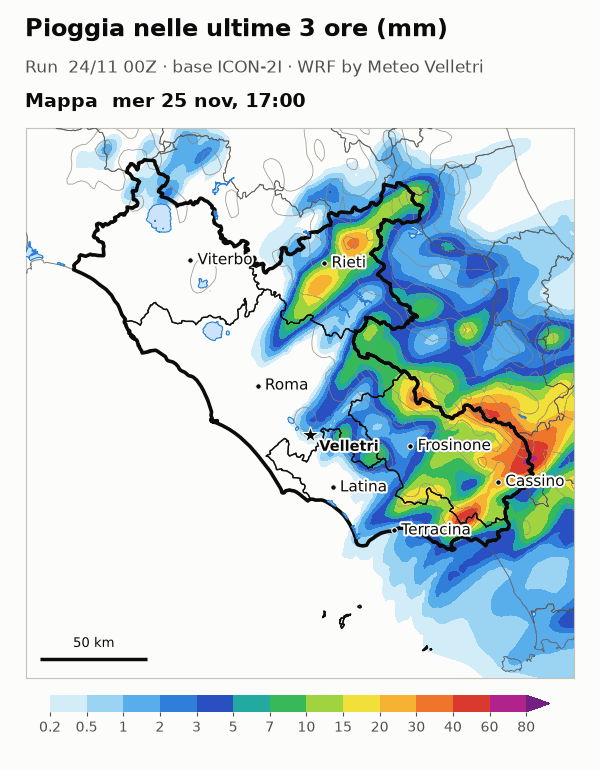 Pioggia nelle ultime 3 ore (mm)
Run  24/11 00Z · base ICON-2I · WRF by Meteo Velletri
Mappa  mer 25 nov, 17:00
Viterbo
Rieti
Roma
Velletri
Frosinone
Latina
Cassino
Terracina
50 km
0.2 0.5 1 2 3 5 7 10 15 20 30 40 60 80